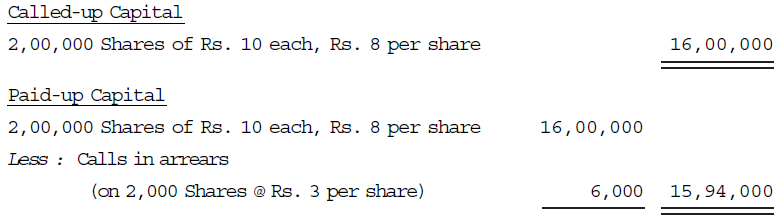 Called-up Capital
2,00,000 Shares of Rs. 10 each, Rs. 8 per share 16,00,000
Paid-up Capital
2,00,000 Shares of Rs. 10 each, Rs. 8 per share 16,00,000
Less : Calls in arrears
(on 2,000 Shares @ Rs. 3 per share) 6,000 15,94,000